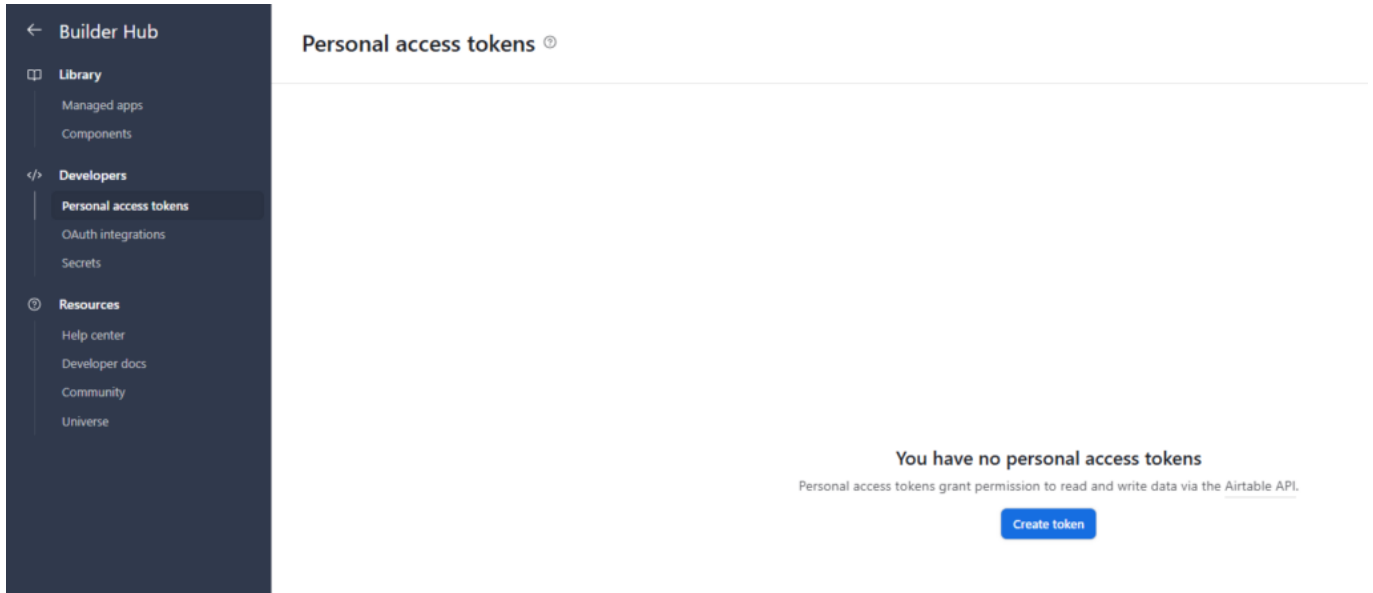 Builder Hub
Library
Managed apps
Components
Developers
Personal access tokens
OAuth integrations
Secrets
Resources
Help center
Developer docs
Community
Universe
Personal access tokens
You have no personal access tokens
Personal access tokens grant permission to read and write data via the Airtable API.
Create token